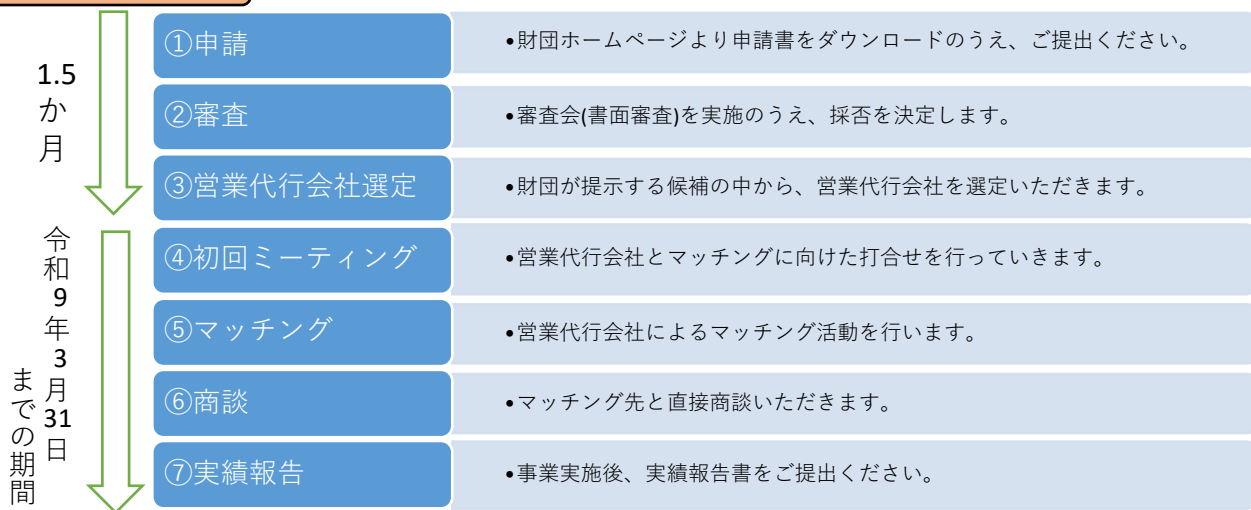 1.5か月
①申請
•財団ホームページより申請書をダウンロードのうえ、ご提出ください。
②審査
•審査会(書面審査)を実施のうえ、採否を決定します。
③営業代行会社選定
•財団が提示する候補の中から、営業代行会社を選定いただきます。
令和9年3月31日
までの期間
④初回ミーティング
•営業代行会社とマッチングに向けた打合せを行っていきます。
⑤マッチング
•営業代行会社によるマッチング活動を行います。
⑥商談
•マッチング先と直接商談いただきます。
⑦実績報告
•事業実施後、実績報告書をご提出ください。